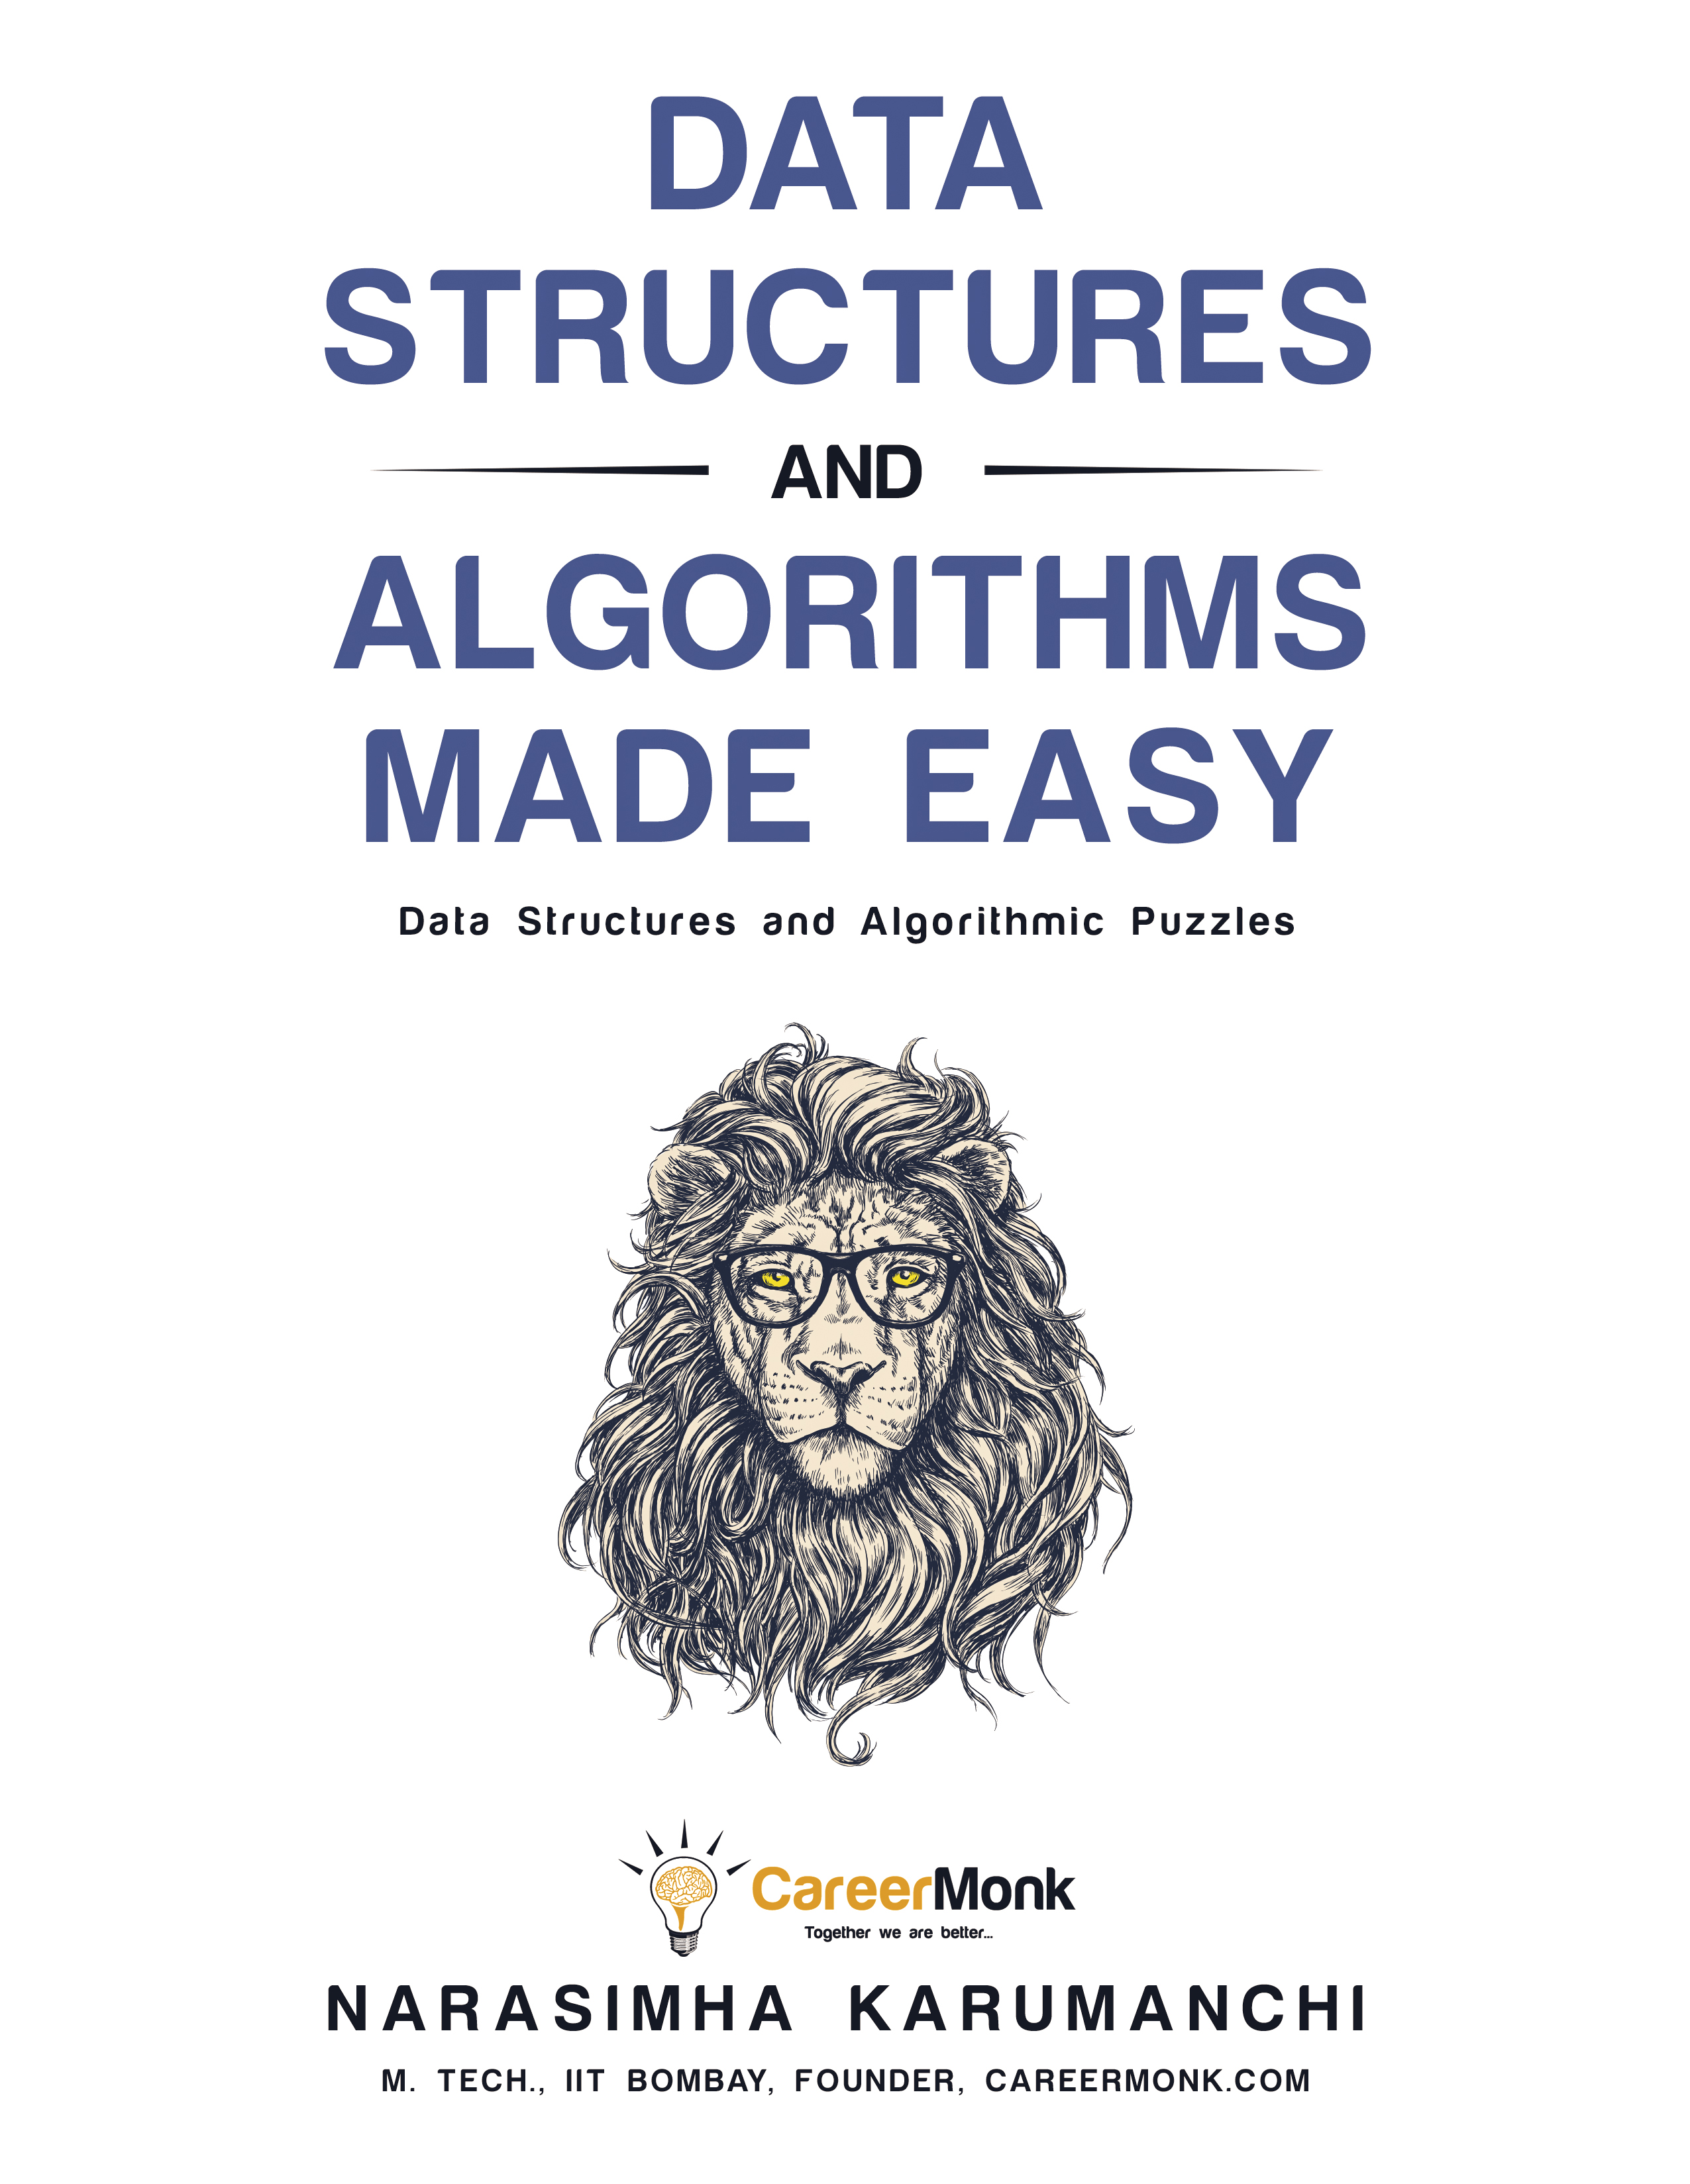 DATA
STRUCTURES
AND
ALGORITHMS
MADE EASY
Data Structures and Algorithmic Puzzles
CareerMonk
Together we are better...
NARASIMHA KARUMANCHI
M. TECH., IIT BOMBAY, FOUNDER, CAREERMONK.COM